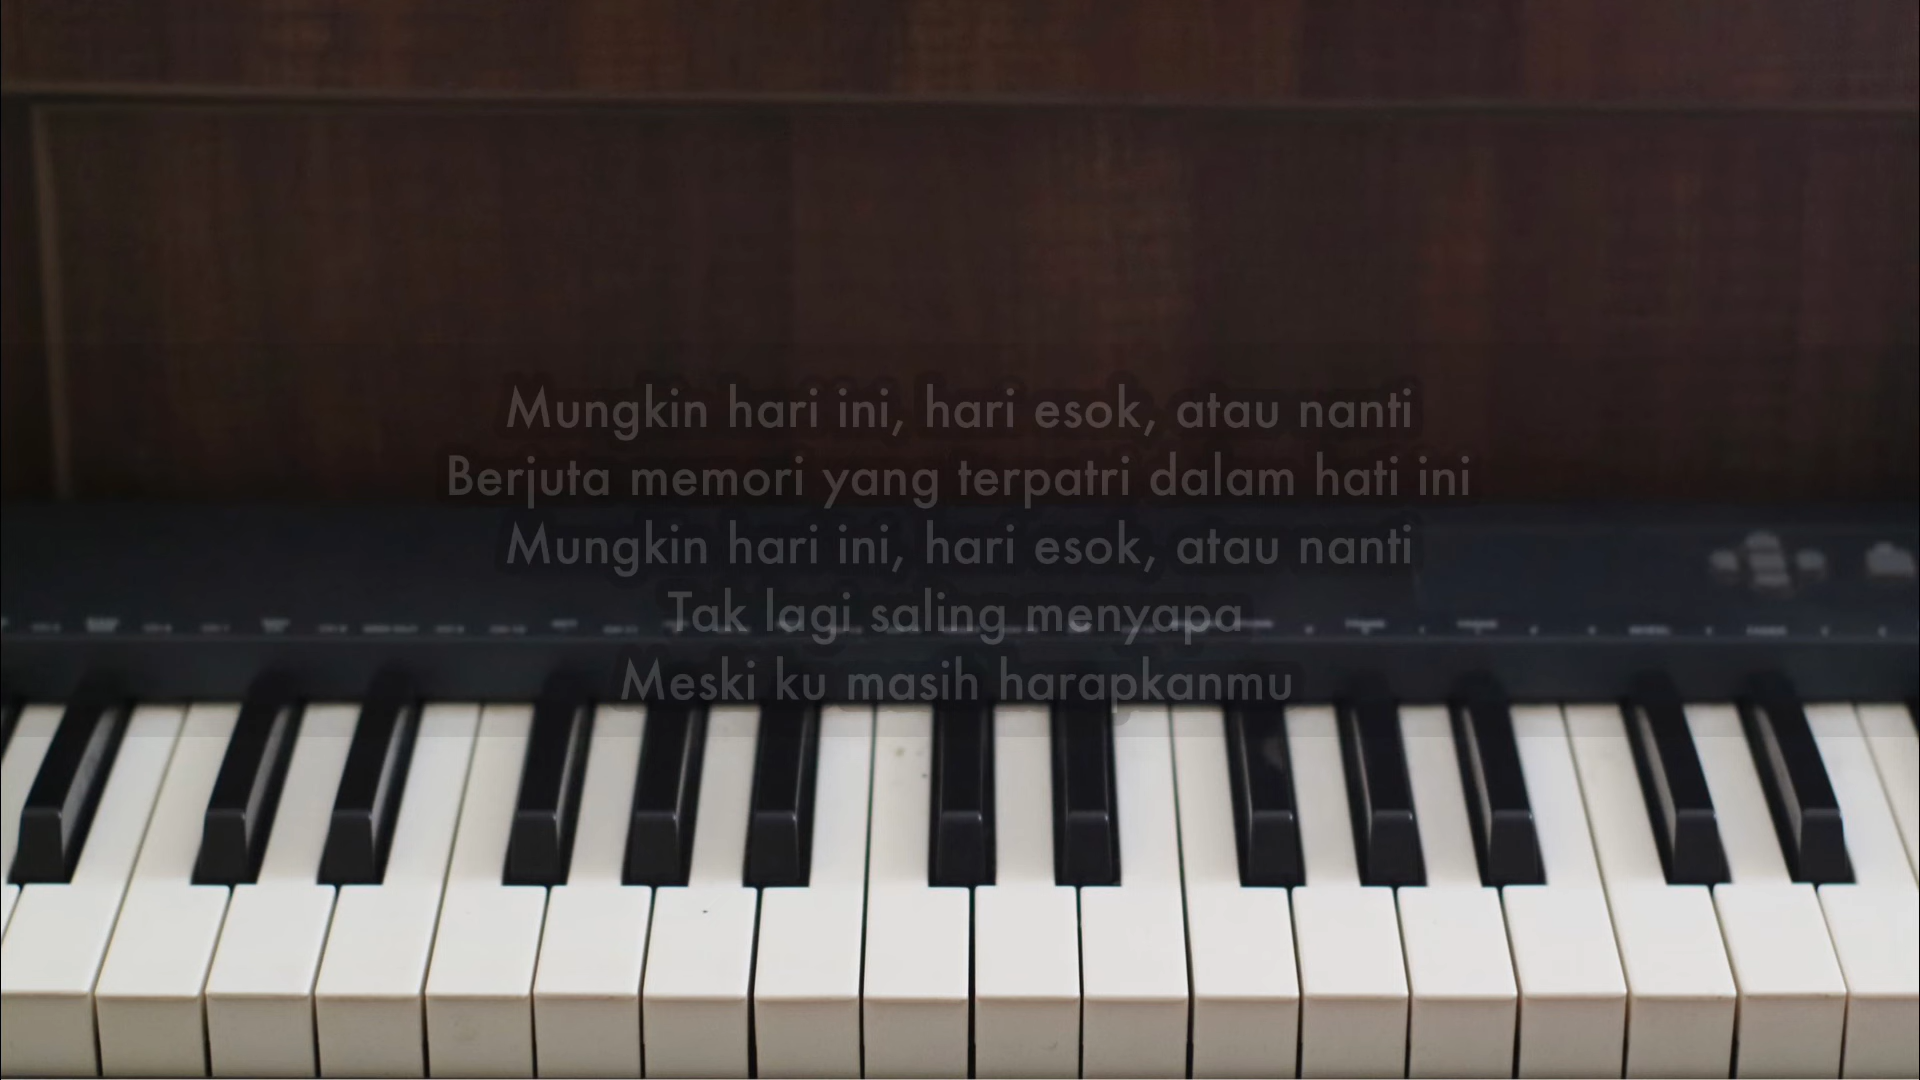 Mungkin hari ini, hari esok, atau nanti
Berjuta memori yang terpatri dalam hati ini
Mungkin hari ini, hari esok, atau nanti
Tak lagi saling menyapa
Meski ku masih harapkanmu